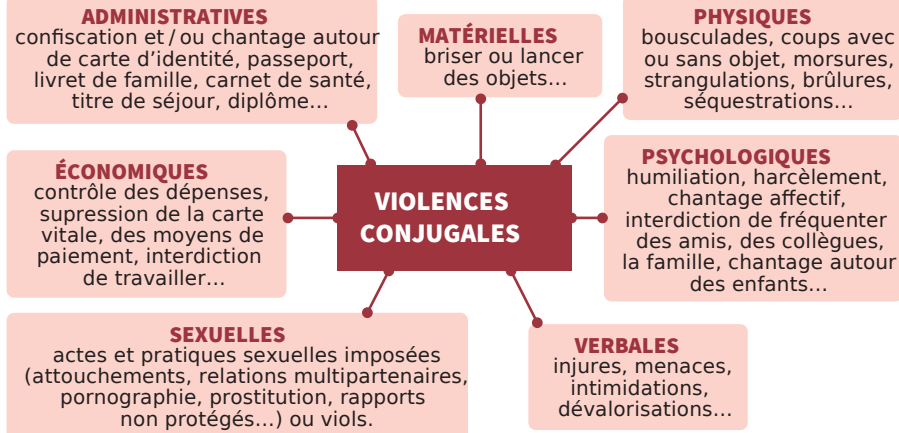 ADMINISTRATIVES
confiscation et / ou chantage autour
de carte d’identité, passeport,
livret de famille, carnet de santé,
titre de séjour, diplôme…
MATÉRIELLES
briser ou lancer
des objets…
PHYSIQUES
bousculades, coups avec
ou sans objet, morsures,
strangulations, brûlures,
séquestrations…
ÉCONOMIQUES
contrôle des dépenses,
supression de la carte
vitale, des moyens de
paiement, interdiction
de travailler…
VIOLENCES
CONJUGALES
PSYCHOLOGIQUES
humiliation, harcèlement,
chantage affectif,
interdiction de fréquenter
des amis, des collègues,
la famille, chantage autour
des enfants…
SEXUELLES
actes et pratiques sexuelles imposées
(attouchements, relations multipartenaires,
pornographie, prostitution, rapports
non protégés…) ou viols.
VERBALES
injures, menaces,
intimidations,
dévalorisations…